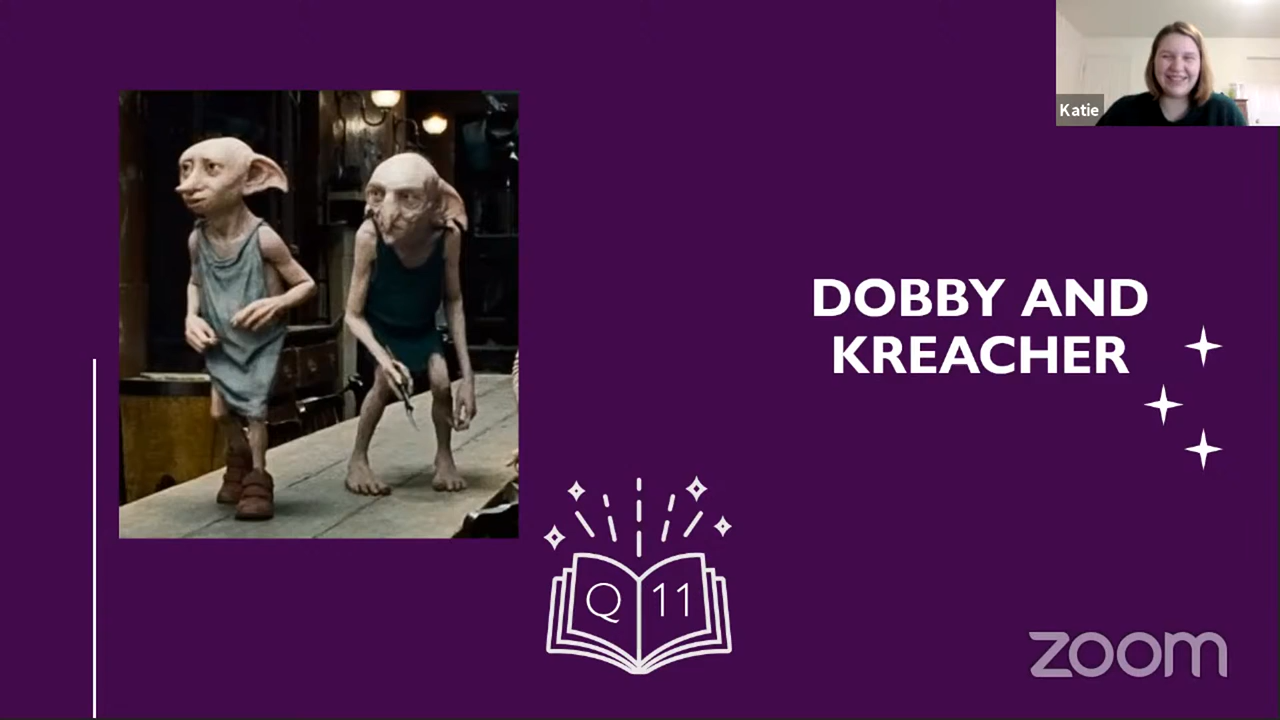 Katie
DOBBY AND
KREACHER
Q 11
zoom